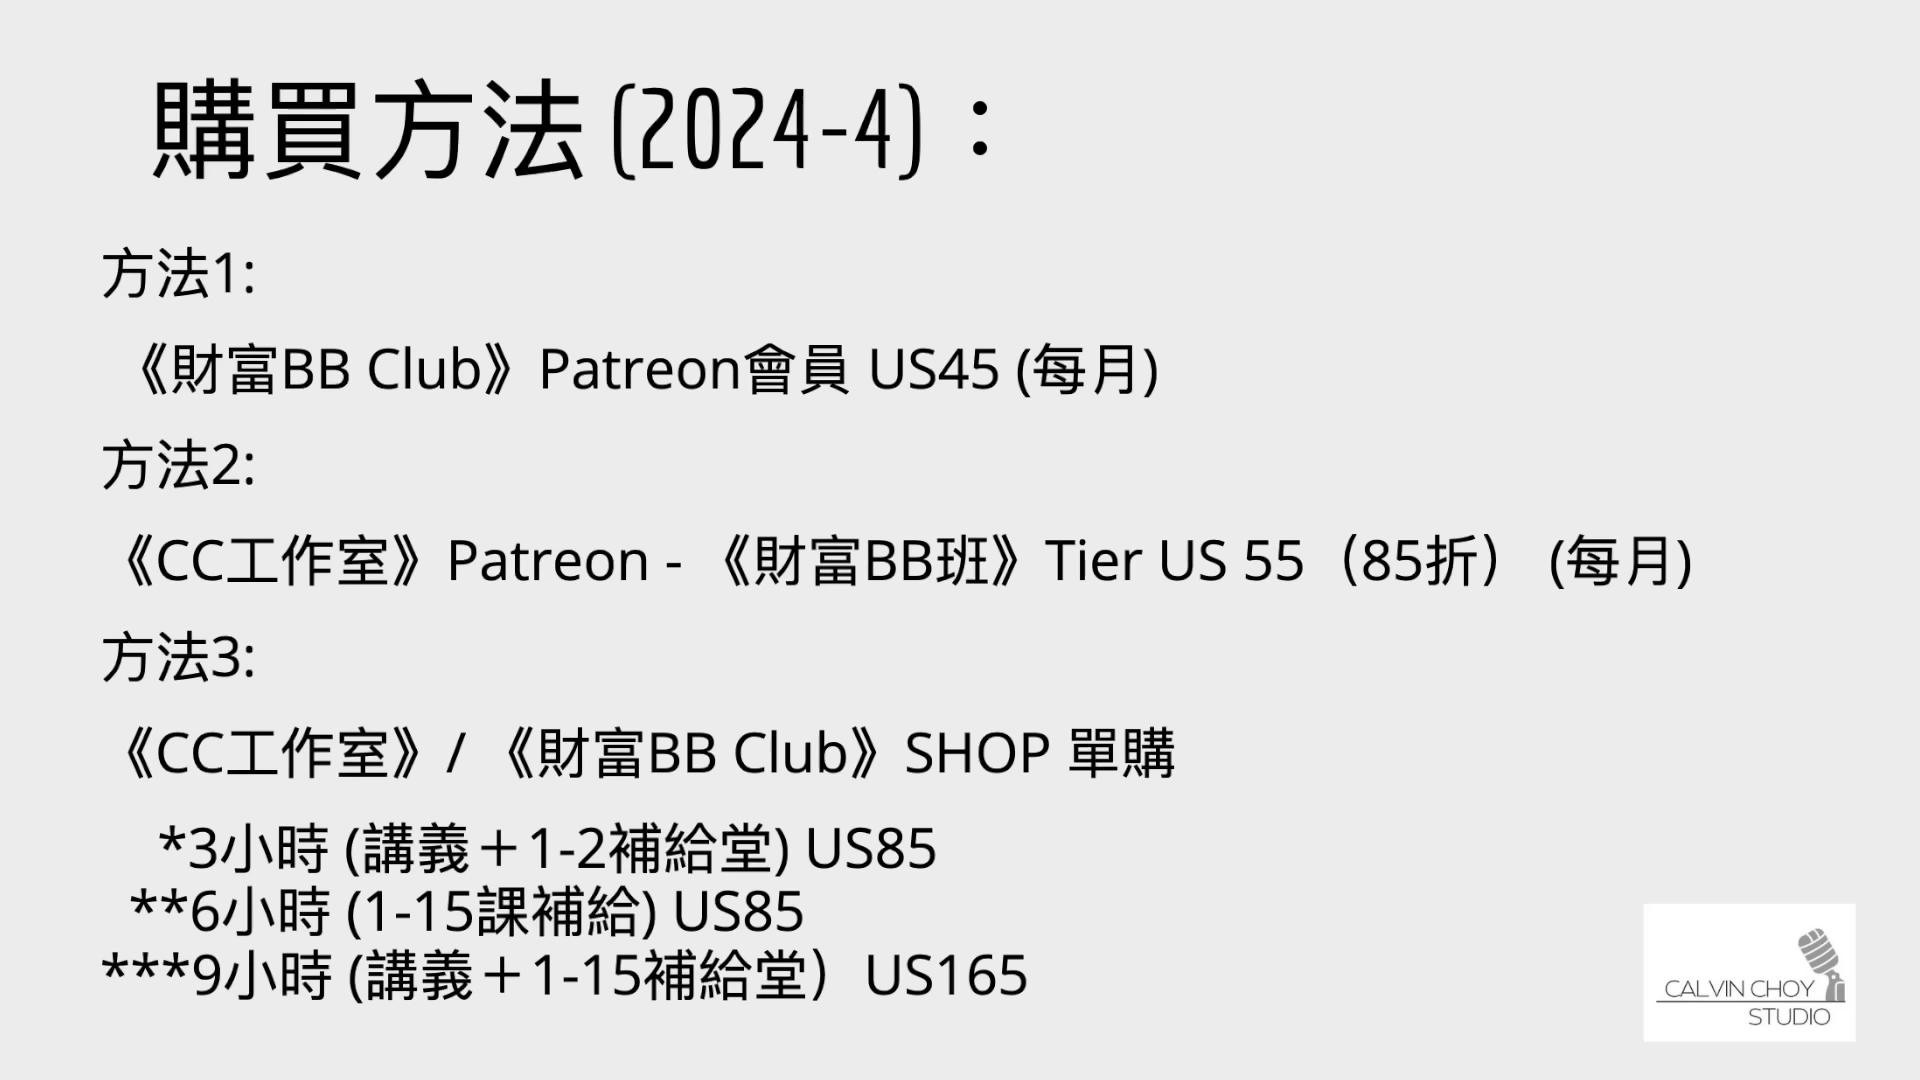 購買方法 (2024-4)：
方法1:
《財富BB Club》Patreon會員 US45 (每月)
方法2:
《CC工作室》Patreon - 《財富BB班》Tier US 55（85折） (每月)
方法3:
《CC工作室》/ 《財富BB Club》SHOP 單購
*3小時 (講義＋1-2補給堂) US85
**6小時 (1-15課補給) US85
***9小時 (講義＋1-15補給堂）US165
CALVIN CHOY
STUDIO